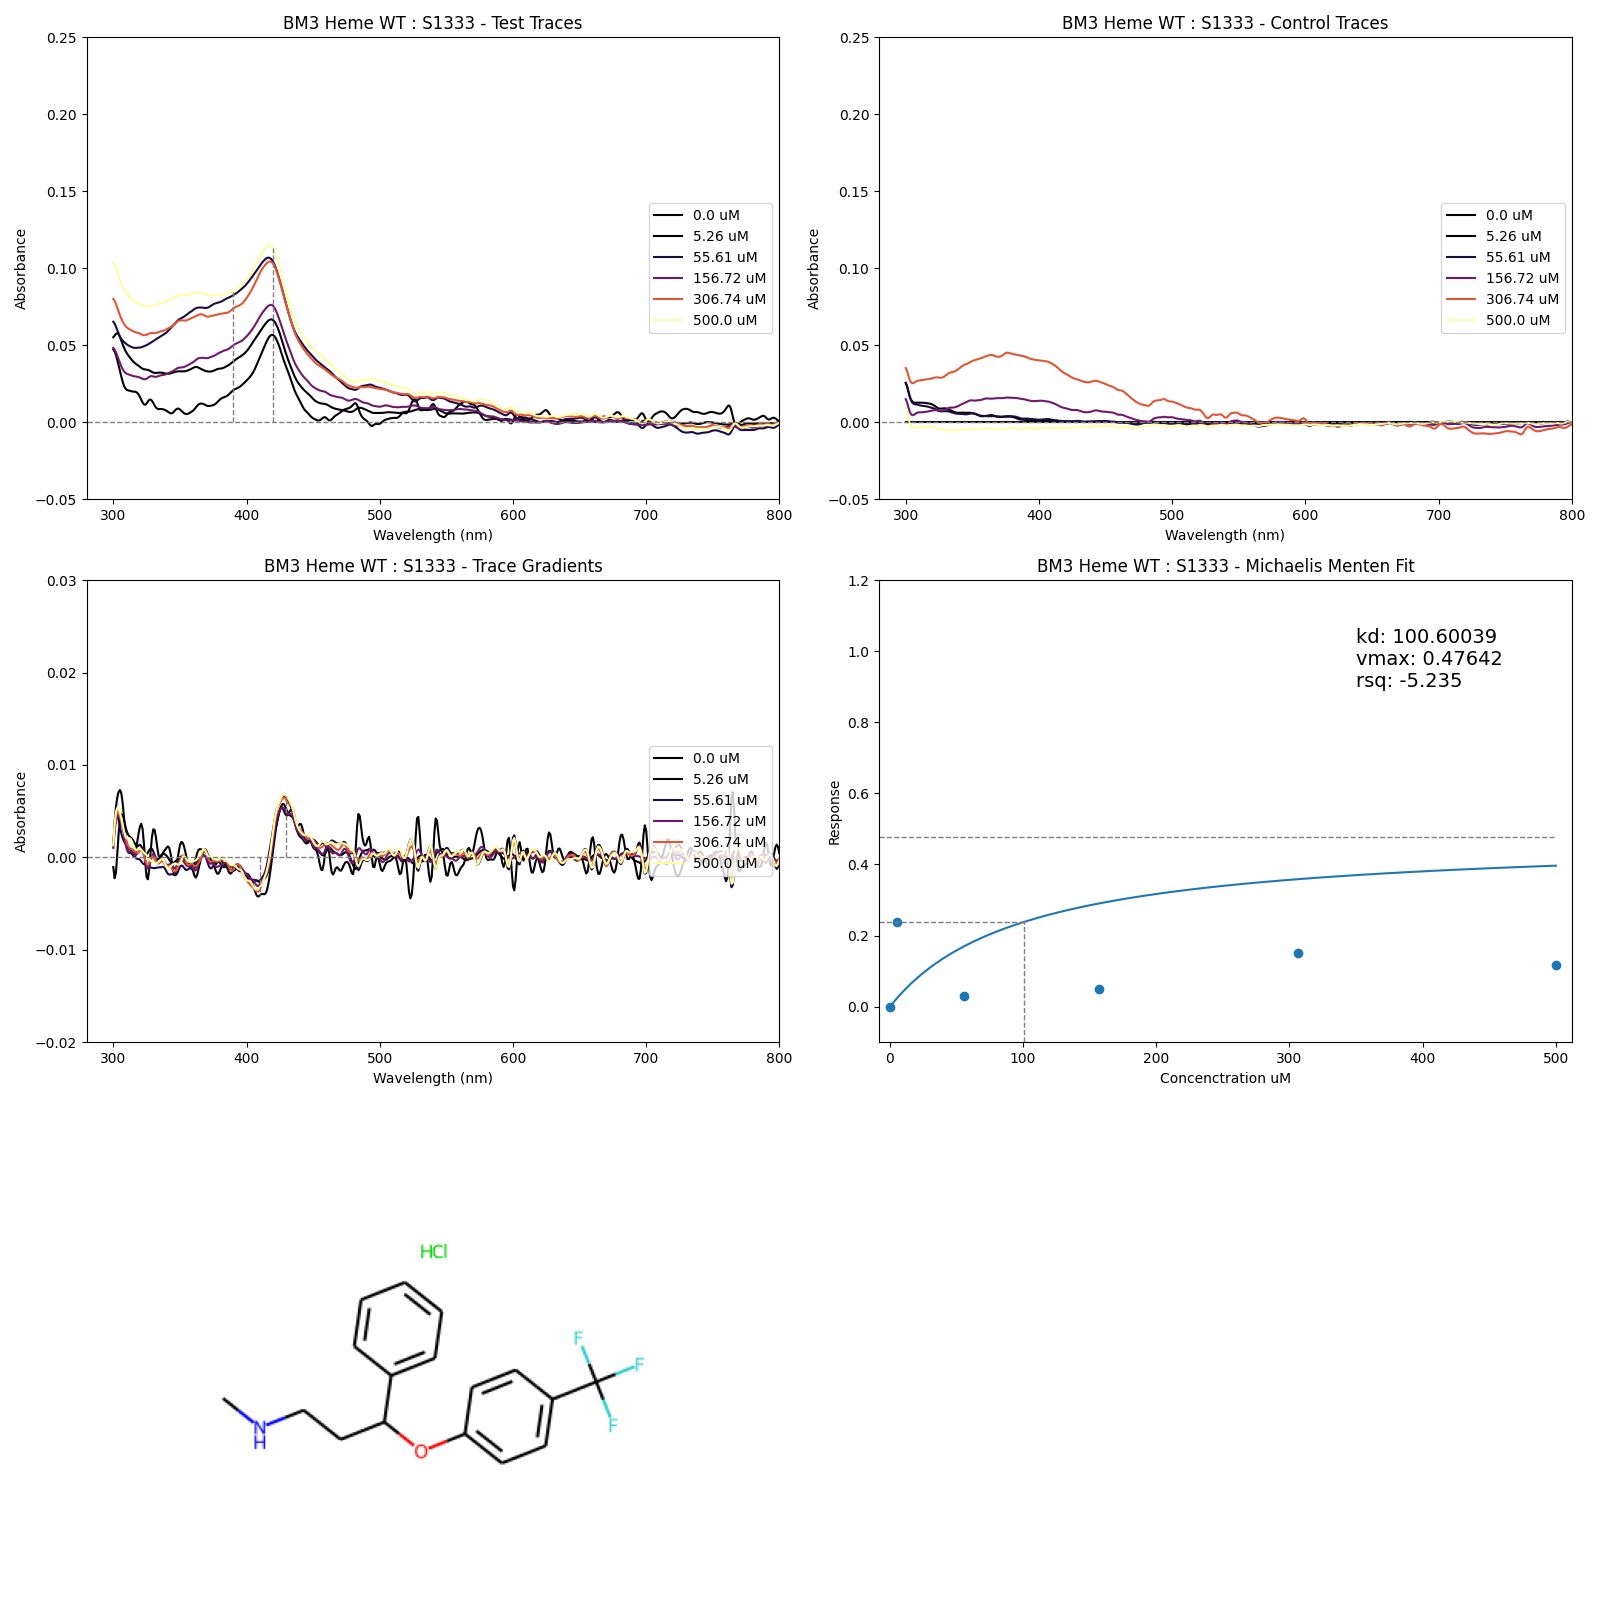 BM3 Heme WT : S1333 - Test Traces
0.25
0.20
0.15
0.10
0.05
0.00
−0.05
Absorbance
300 400 500 600 700 800
Wavelength (nm)
0.0 uM
5.26 uM
55.61 uM
156.72 uM
306.74 uM
500.0 uM
BM3 Heme WT : S1333 - Control Traces
0.25
0.20
0.15
0.10
0.05
0.00
−0.05
Absorbance
300 400 500 600 700 800
Wavelength (nm)
0.0 uM
5.26 uM
55.61 uM
156.72 uM
306.74 uM
500.0 uM
BM3 Heme WT : S1333 - Trace Gradients
0.03
0.02
0.01
0.00
−0.01
−0.02
Absorbance
300 400 500 600 700 800
Wavelength (nm)
0.0 uM
5.26 uM
55.61 uM
156.72 uM
306.74 uM
500.0 uM
BM3 Heme WT : S1333 - Michaelis Menten Fit
1.2
1.0
0.8
0.6
0.4
0.2
0.0
Response
0 100 200 300 400 500
Concenctration uM
kd: 100.60039
vmax: 0.47642
rsq: -5.235
HCl
F
F
F
N
H
O